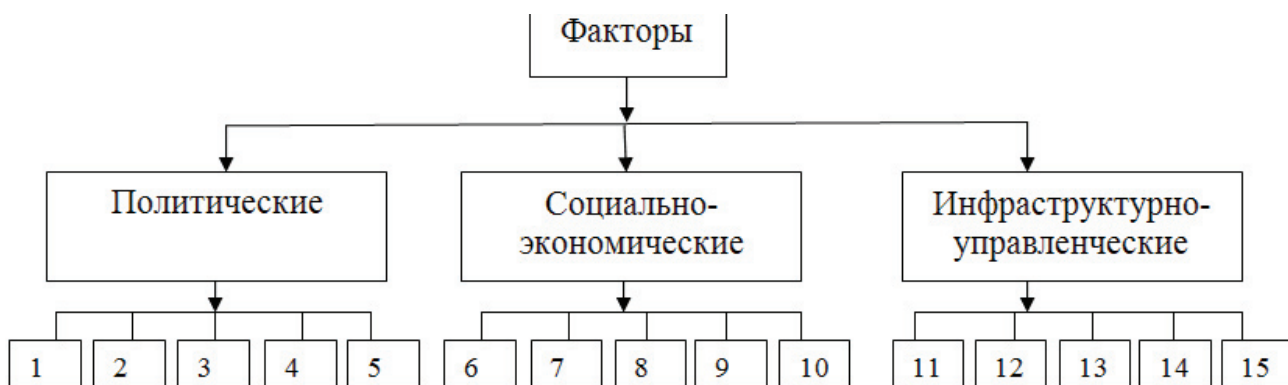 Факторы
Политические
Социально-
экономические
Инфраструктурно-
управленческие
1 2 3 4 5 6 7 8 9 10 11 12 13 14 15